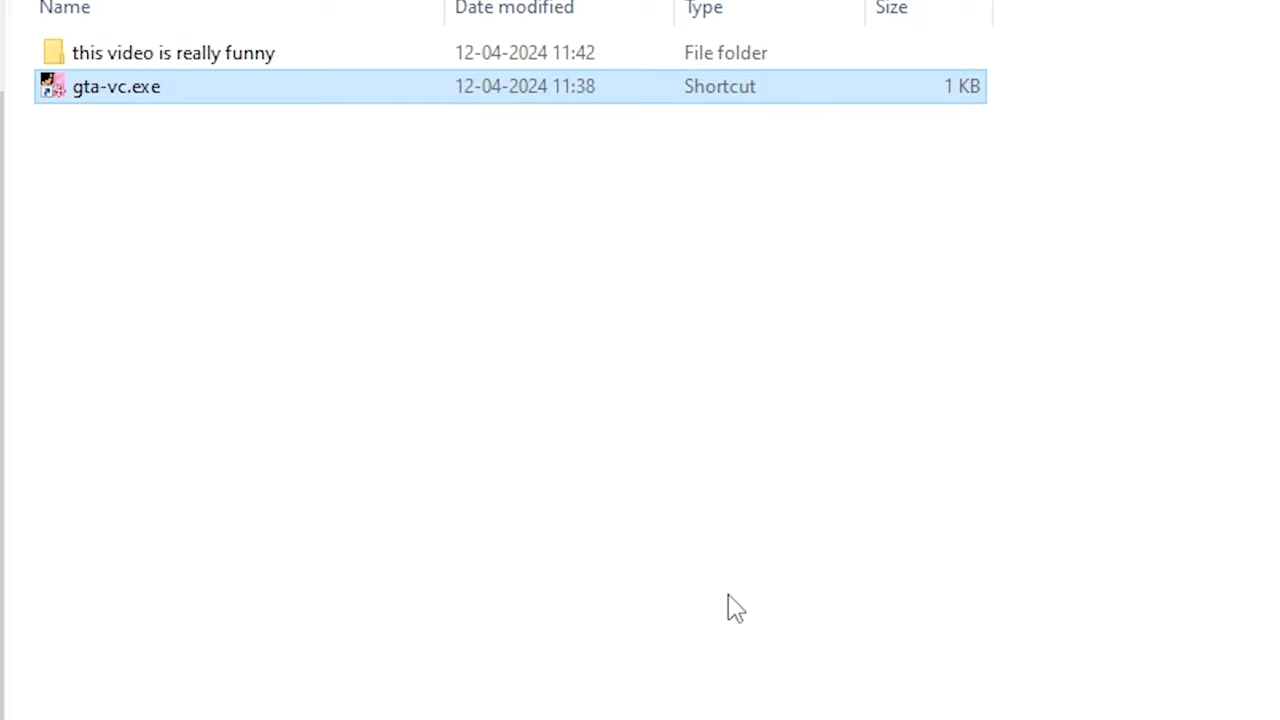 Name Date modified Type Size
this video is really funny 12-04-2024 11:42 File folder
gta-vc.exe 12-04-2024 11:38 Shortcut 1 KB